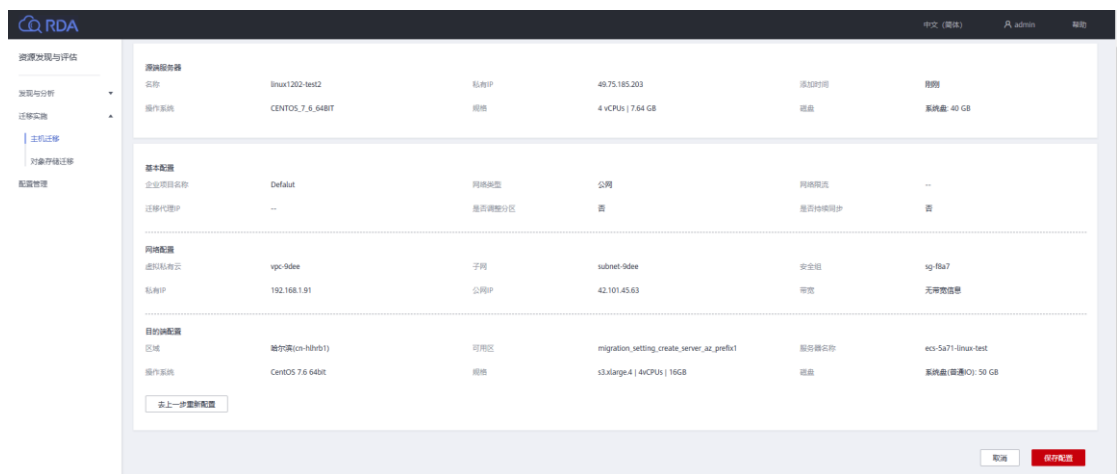 RDA 中文 (简体) admin 帮助
资源发现与评估
发现与分析
迁移实施
主机迁移
对象存储迁移
配置管理
源端服务器
名称 linux1202-test2 私有IP 49.75.185.203 添加时间 刚刚
操作系统 CENTOS_7_6_64BIT 规格 4 vCPUs | 7.64 GB 磁盘 系统盘: 40 GB
基本配置
企业项目名称 Defalut 网络类型 公网 网络限流 --
迁移代理IP -- 是否调整分区 否 是否持续同步 否
网络配置
虚拟私有云 vpc-9dee 子网 subnet-9dee 安全组 sg-f8a7
私有IP 192.168.1.91 公网IP 42.101.45.63 带宽 无带宽信息
目的端配置
区域 哈尔滨(cn-hlhrb1) 可用区 migration_setting_create_server_az_prefix1 服务器名称 ecs-5a71-linux-test
操作系统 CentOS 7.6 64bit 规格 s3.xlarge.4 | 4vCPUs | 16GB 磁盘 系统盘(普通IO): 50 GB
去上一步重新配置
取消 保存配置